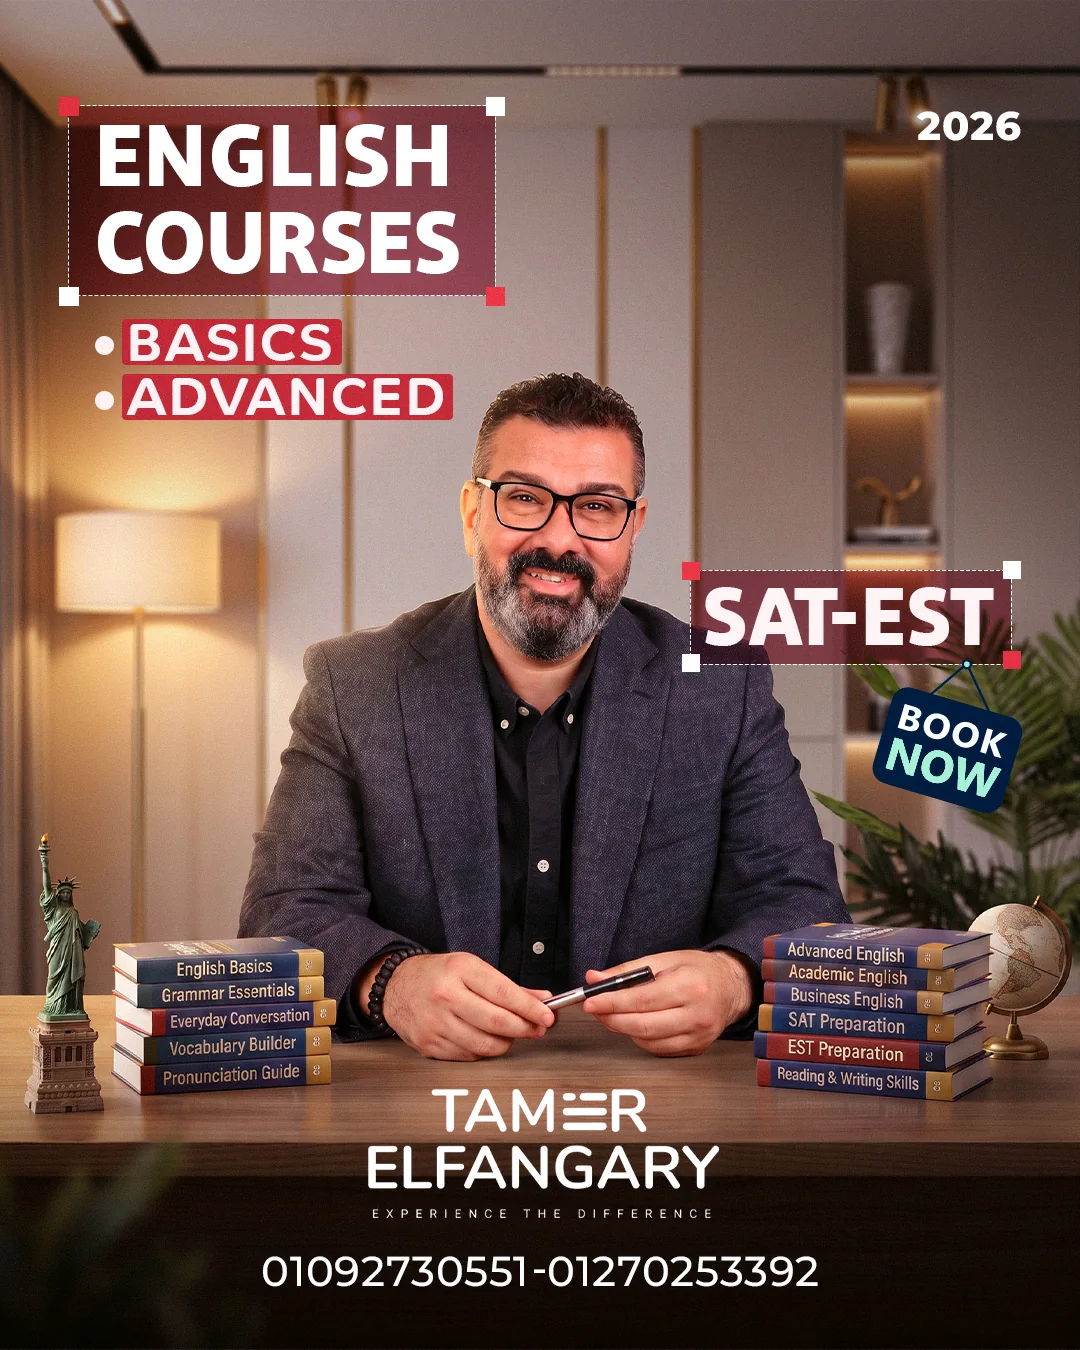 2026
ENGLISH
COURSES
• BASICS
• ADVANCED
SAT-EST
BOOK
NOW
English Basics
Grammar Essentials
Everyday Conversation
Vocabulary Builder
Pronunciation Guide
Advanced English
Academic English
Business English
SAT Preparation
EST Preparation
Reading & Writing Skills
TAMER
ELFANGARY
EXPERIENCE THE DIFFERENCE
01092730551-01270253392